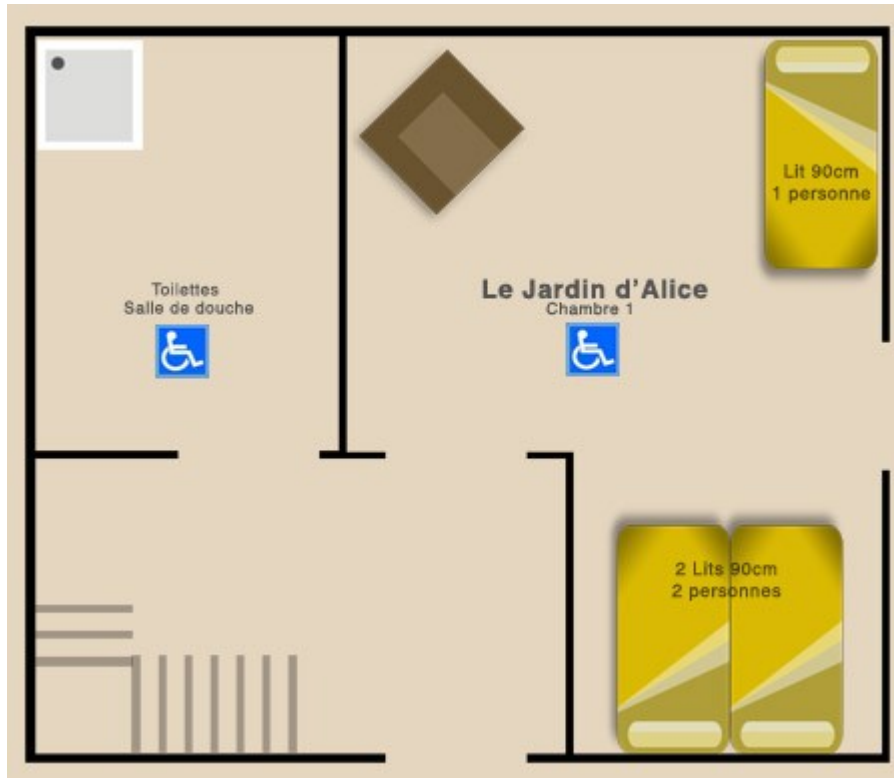 Lit 90cm
1 personne
Toilettes
Salle de douche
Le Jardin d'Alice
Chambre 1
2 Lits 90cm
2 personnes